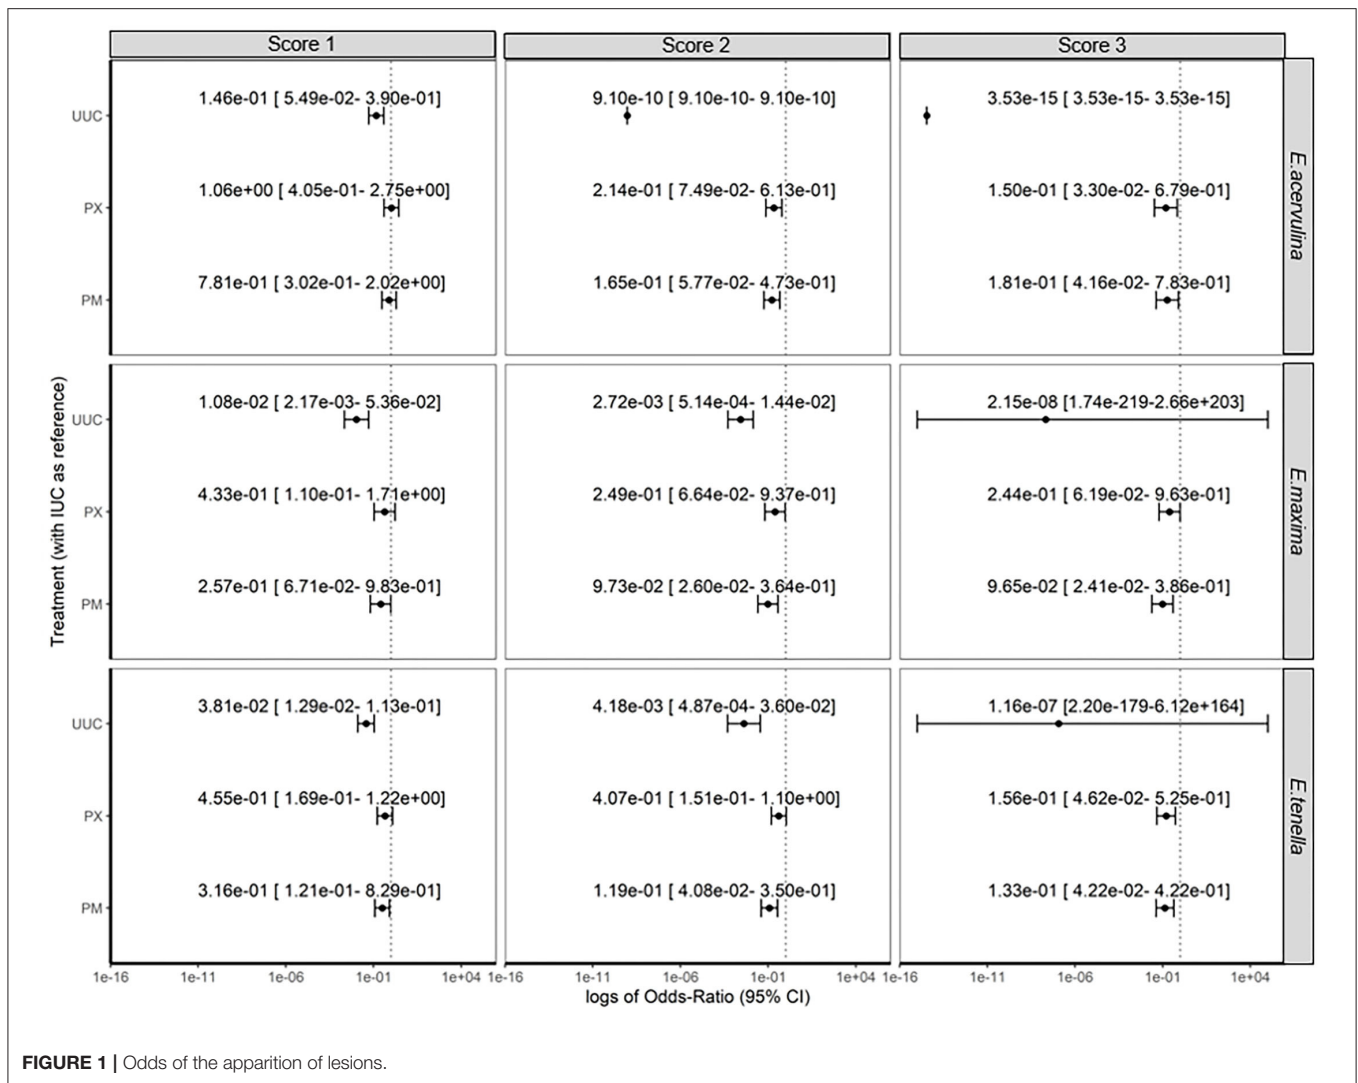 Score 1 Score 2 Score 3
1.46e-01 [ 5.49e-02- 3.90e-01] 9.10e-10 [ 9.10e-10- 9.10e-10] 3.53e-15 [ 3.53e-15- 3.53e-15]
UUC
1.06e+00 [ 4.05e-01- 2.75e+00] 2.14e-01 [ 7.49e-02- 6.13e-01] 1.50e-01 [ 3.30e-02- 6.79e-01]
PX
7.81e-01 [ 3.02e-01- 2.02e+00] 1.65e-01 [ 5.77e-02- 4.73e-01] 1.81e-01 [ 4.16e-02- 7.83e-01]
PM
E.acervulina
1.08e-02 [ 2.17e-03- 5.36e-02] 2.72e-03 [ 5.14e-04- 1.44e-02] 2.15e-08 [1.74e-219-2.66e+203]
UUC
4.33e-01 [ 1.10e-01- 1.71e+00] 2.49e-01 [ 6.64e-02- 9.37e-01] 2.44e-01 [ 6.19e-02- 9.63e-01]
PX
2.57e-01 [ 6.71e-02- 9.83e-01] 9.73e-02 [ 2.60e-02- 3.64e-01] 9.65e-02 [ 2.41e-02- 3.86e-01]
PM
E.maxima
Treatment (with IUC as reference)
3.81e-02 [ 1.29e-02- 1.13e-01] 4.18e-03 [ 4.87e-04- 3.60e-02] 1.16e-07 [2.20e-179-6.12e+164]
UUC
4.55e-01 [ 1.69e-01- 1.22e+00] 4.07e-01 [ 1.51e-01- 1.10e+00] 1.56e-01 [ 4.62e-02- 5.25e-01]
PX
3.16e-01 [ 1.21e-01- 8.29e-01] 1.19e-01 [ 4.08e-02- 3.50e-01] 1.33e-01 [ 4.22e-02- 4.22e-01]
PM
E.tenella
1e-16 1e-11 1e-06 1e-01 1e+04 1e-16 1e-11 1e-06 1e-01 1e+04 1e-16 1e-11 1e-06 1e-01 1e+04
logs of Odds-Ratio (95% CI)
FIGURE 1 | Odds of the apparition of lesions.